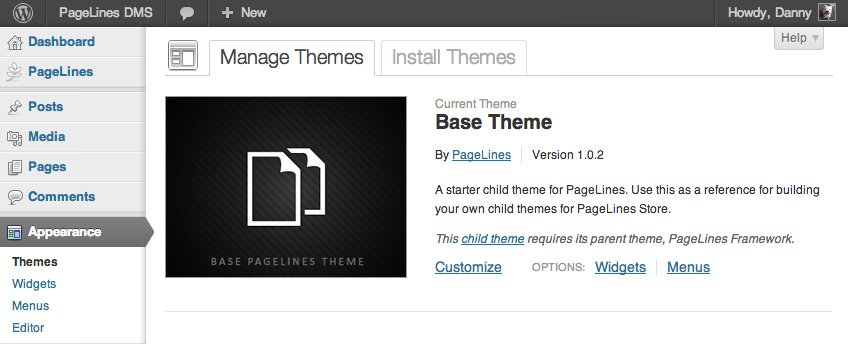 PageLines DMS
New
Howdy, Danny
Help
Dashboard
PageLines
Posts
Media
Pages
Comments
Appearance
Themes
Widgets
Menus
Editor
Manage Themes
Install Themes
BASE PAGELINES THEME
Current Theme
Base Theme
By PageLines Version 1.0.2
A starter child theme for PageLines. Use this as a reference for building
your own child themes for PageLines Store.
This child theme requires its parent theme, PageLines Framework.
Customize OPTIONS: Widgets Menus